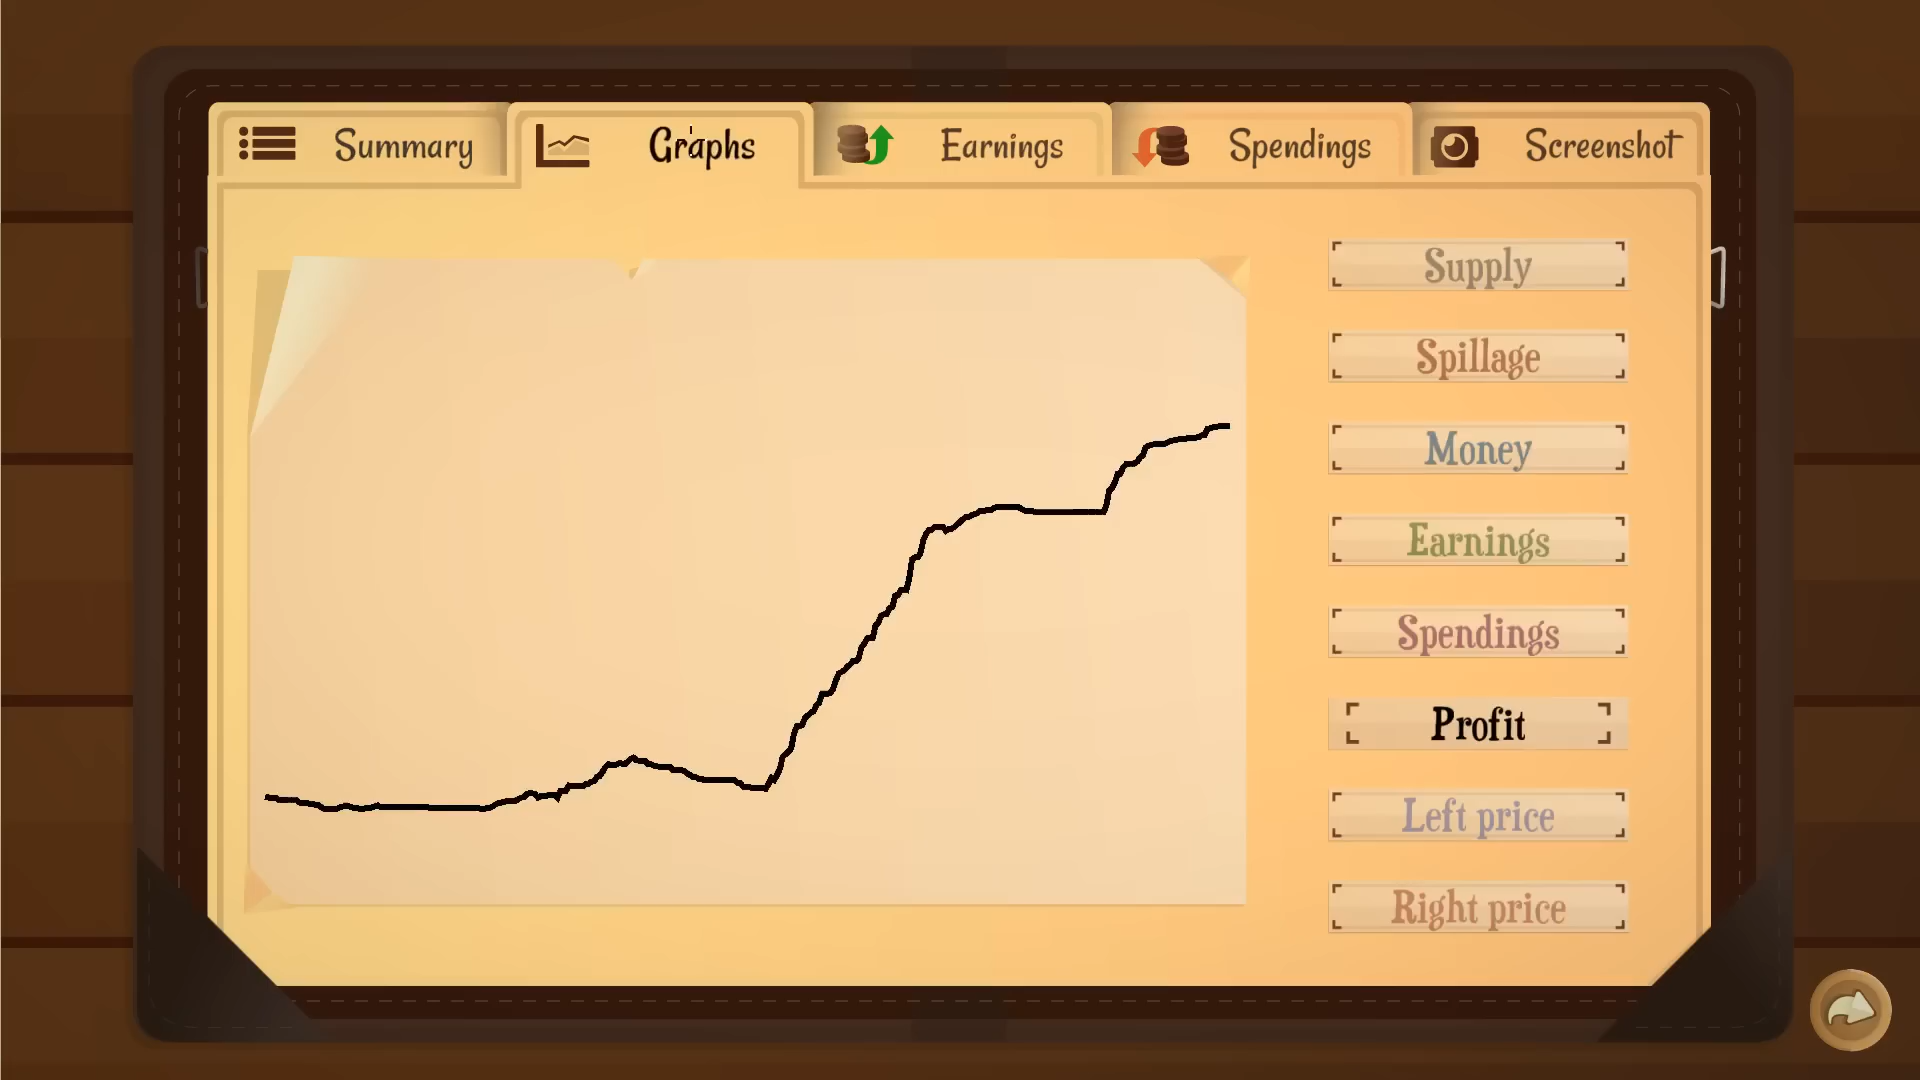 Summary
Graphs
Earnings
Spendings
Screenshot
Supply
Spillage
Money
Earnings
Spendings
Profit
Left price
Right price